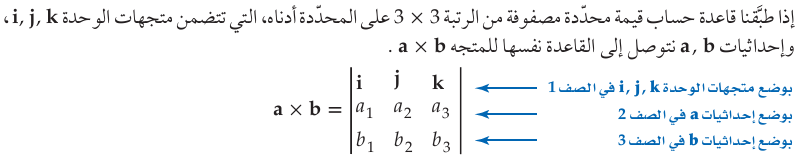 إذا طبَّقنا قاعدة حساب قيمة محدّدة مصفوفة من الرتبة 3 × 3 على المحدّدة أدناه، التي تتضمن متجهات الوحدة i, j, k ،
وإحداثيات a, b نتوصل إلى القاعدة نفسها للمتجه a × b .
i j k بوضع متجهات الوحدة i, j, k في الصف 1
a × b = a₁ a₂ a₃ بوضع إحداثيات a في الصف 2
b₁ b₂ b₃ بوضع إحداثيات b في الصف 3